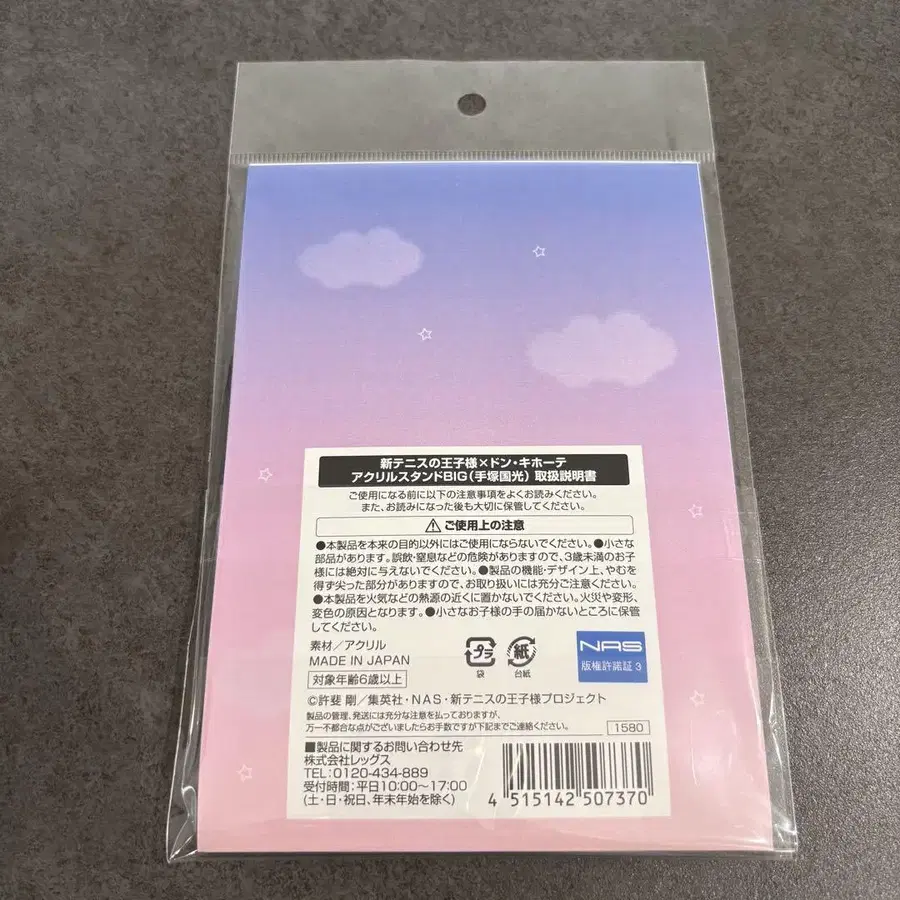 新テニスの王子様×ドン・キホーテ
アクリルスタンドBIG(手塚国光) 取扱説明書
ご使用になる前に以下の注意事項をよくお読みください。
また、お読みになった後も大切に保管してください。
⚠ご使用上の注意
●本製品を本来の目的以外にはご使用にならないでください。●小さな
部品があります。誤飲・窒息などの危険がありますので、3歳未満のお子
様には絶対に与えないでください。●製品の機能・デザイン上、やむを
得ず尖った部分がありますので、お取り扱いには充分ご注意ください。
●本製品を火気などの熱源の近くに置かないでください。火災や変形、
変色の原因となります。●小さなお子様の手の届かないところに保管
してください。
素材/アクリル
MADE IN JAPAN
対象年齢6歳以上
プラ
袋
紙
台紙
NAS
版権許諾証 3
©許斐 剛/集英社・NAS・新テニスの王子様プロジェクト
製品の管理、発送には充分な注意を払っておりますが、
万一不都合な点がございましたらお手数ですが下記までご連絡ください。
1580
■製品に関するお問い合わせ先
株式会社レッグス
TEL:0120-434-889
受付時間:平日10:00〜17:00
(土・日・祝日、年末年始を除く)
4 515142 507370